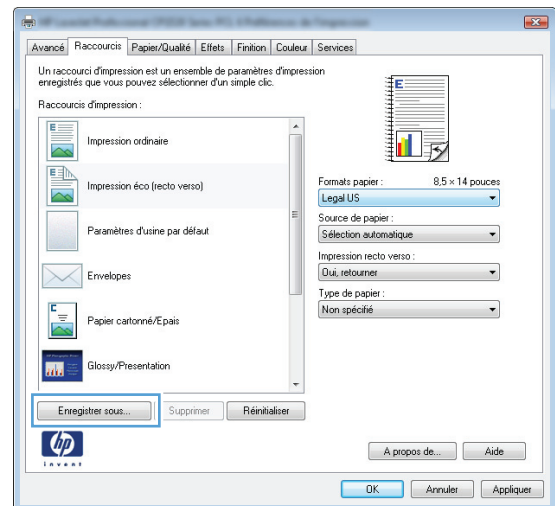 Avancé Raccourcis Papier/Qualité Effets Finition Couleur Services
Un raccourci d'impression est un ensemble de paramètres d'impression
enregistrés que vous pouvez sélectionner d'un simple clic.
Raccourcis d'impression :
Impression ordinaire
Impression éco (recto verso)
Paramètres d'usine par défaut
Envelopes
Papier cartonné/Epais
Glossy/Presentation
Enregistrer sous... Supprimer Réinitialiser
Formats papier : 8,5 × 14 pouces
Legal US
Source de papier :
Sélection automatique
Impression recto verso :
Oui, retourner
Type de papier :
Non spécifié
hp
invent
A propos de... Aide
OK Annuler Appliquer